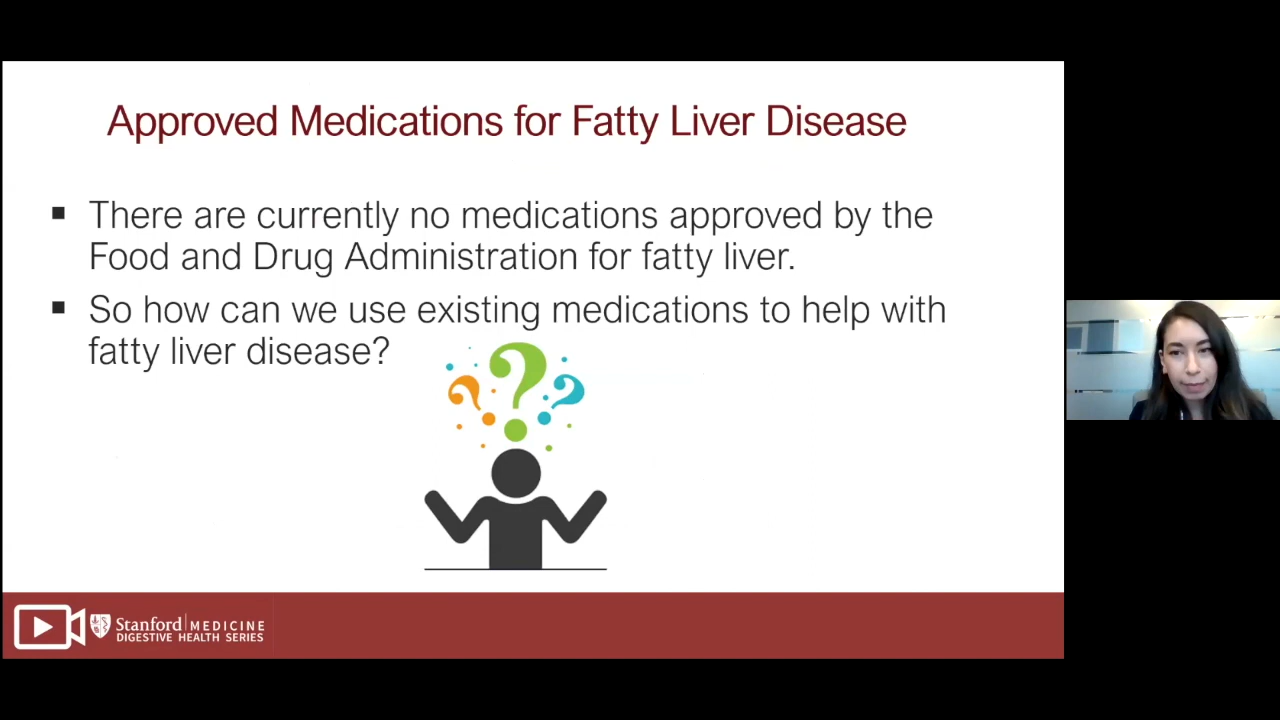 Approved Medications for Fatty Liver Disease
▪ There are currently no medications approved by the
Food and Drug Administration for fatty liver.
▪ So how can we use existing medications to help with
fatty liver disease?
? ? ?
Stanford | MEDICINE
DIGESTIVE HEALTH SERIES